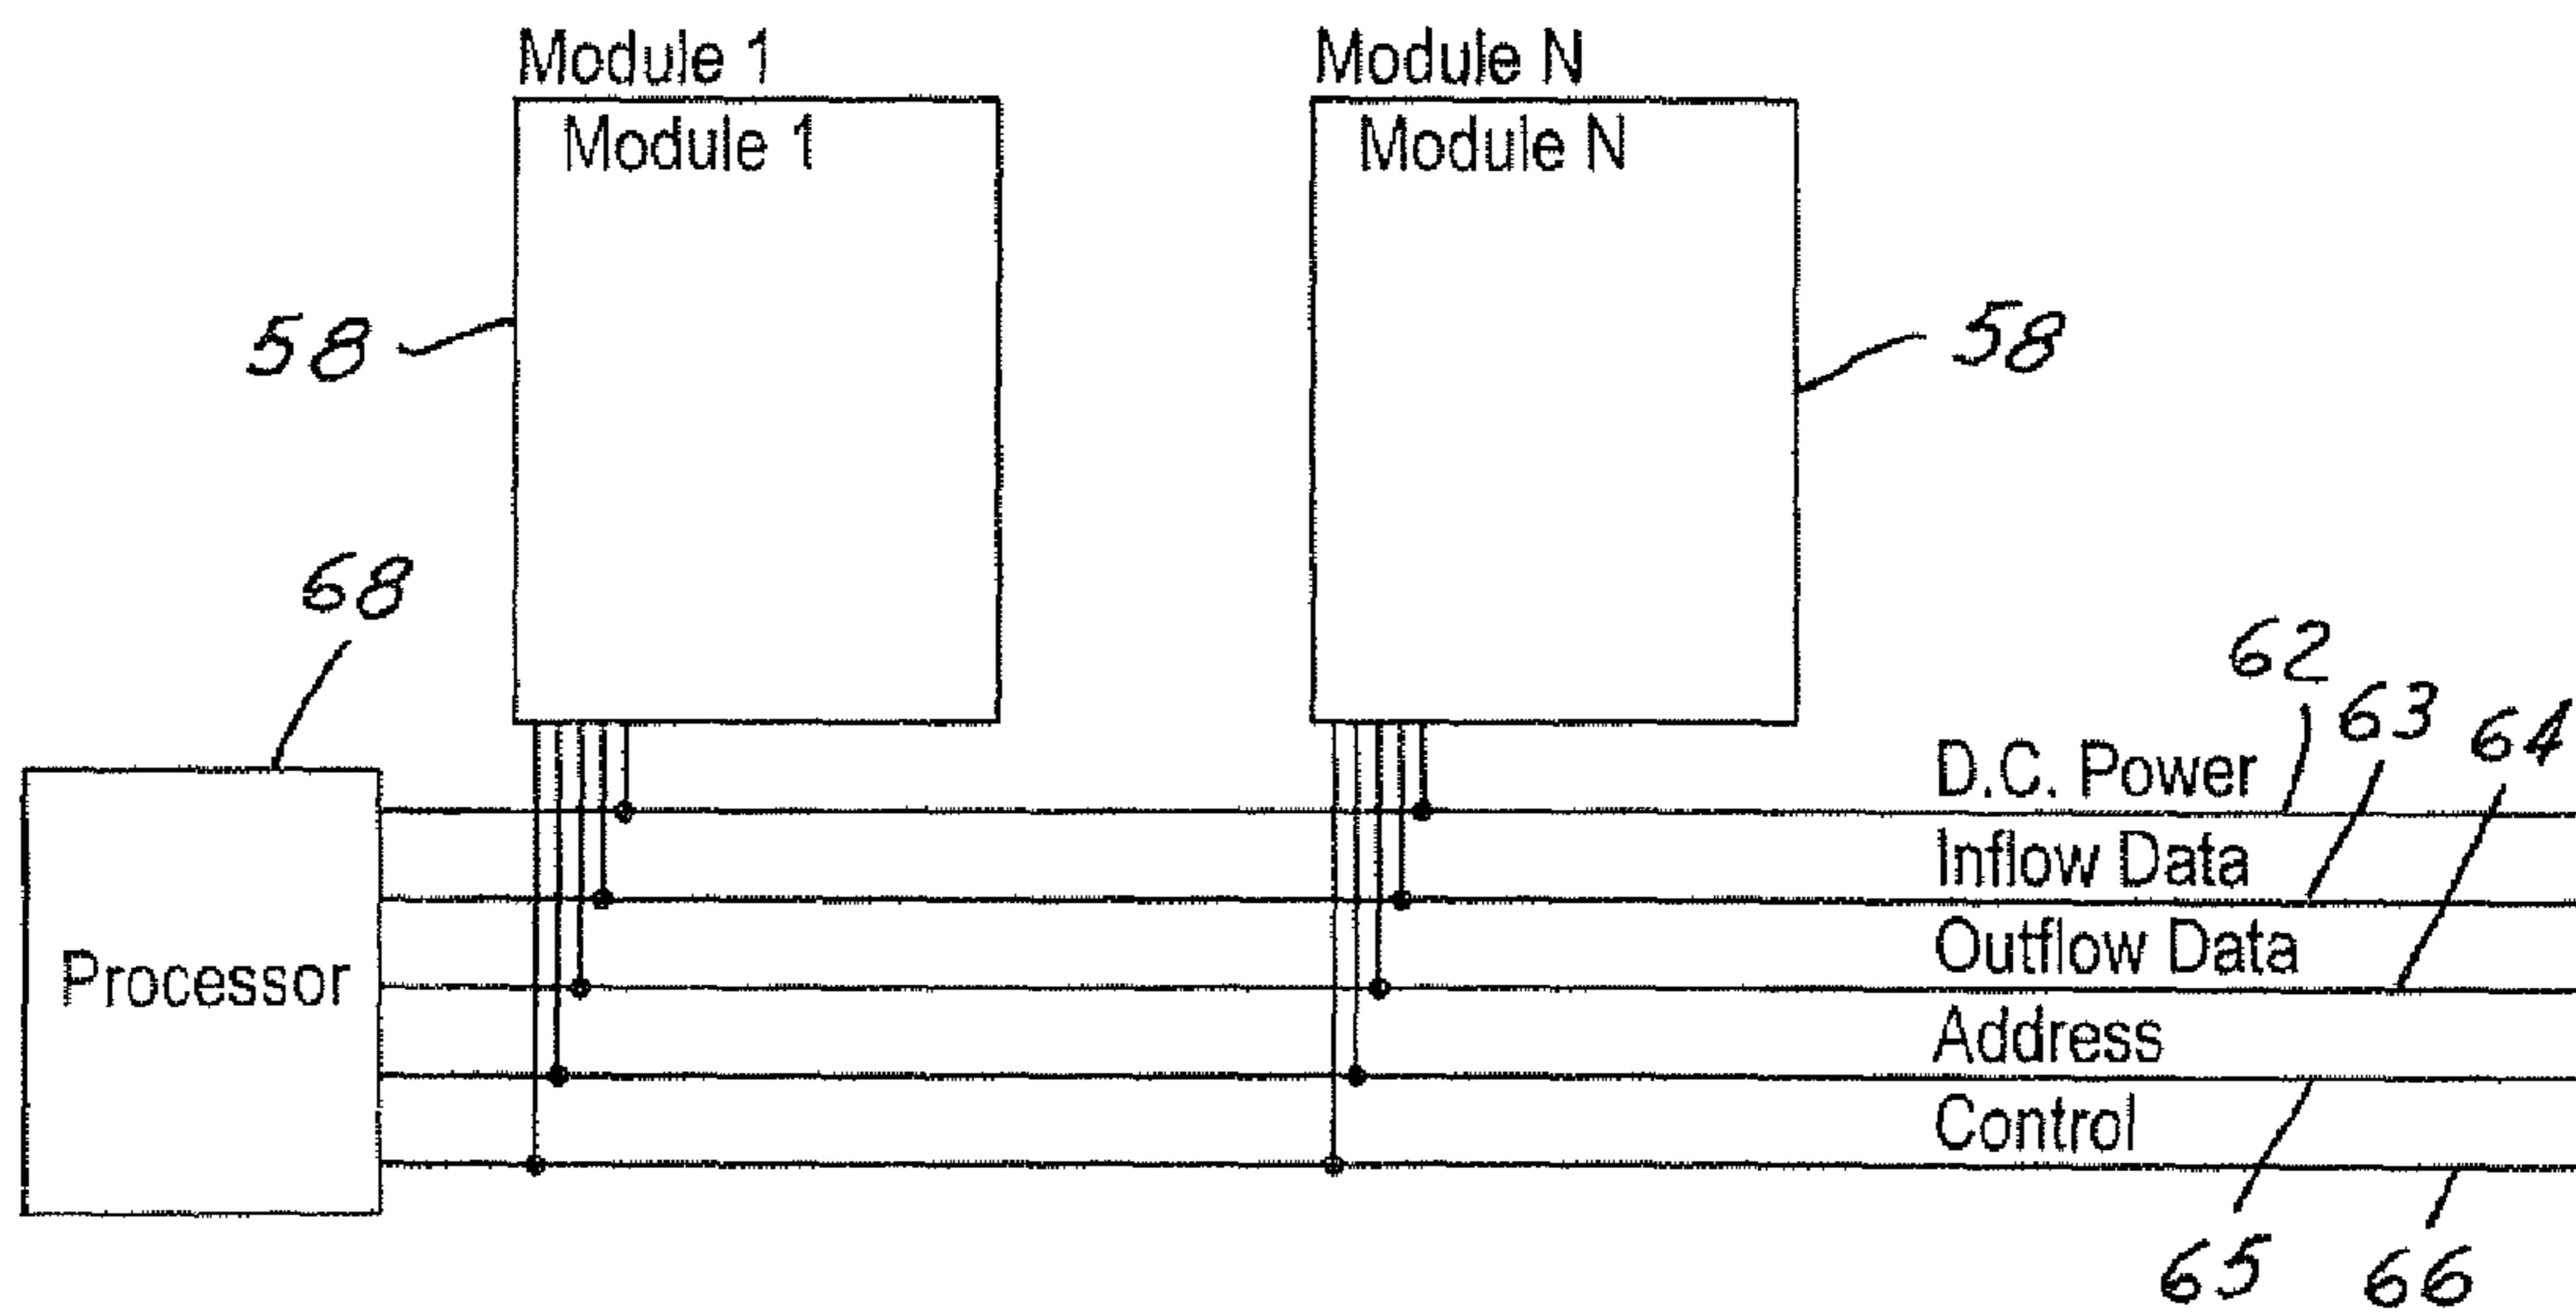 Module 1
Module N
Module 1
Module N
58
58
68
62
63
64
D.C. Power
Inflow Data
Outflow Data
Processor
Address
Control
65
66